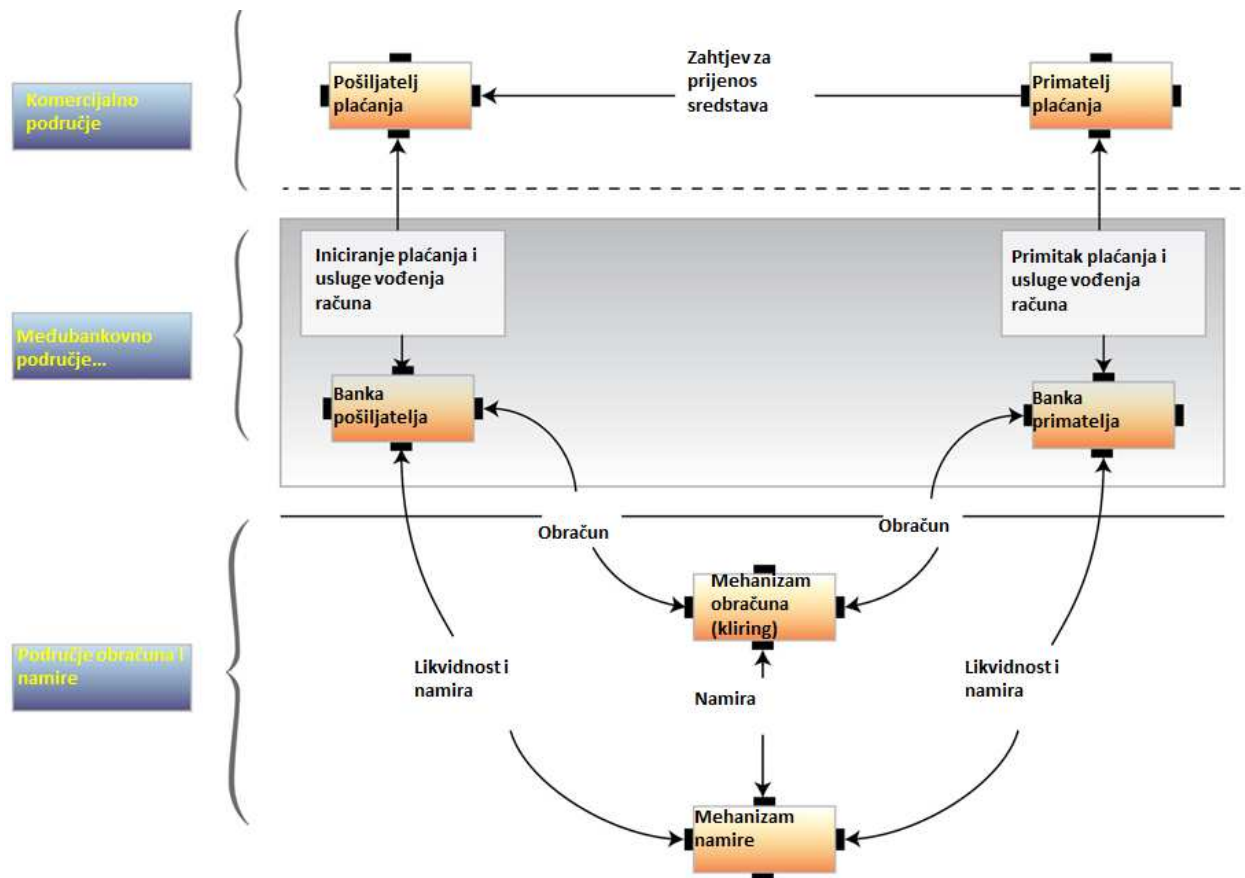 Komercijalno
područje
Pošiljatelj
plaćanja
Zahtjev za
prijenos
sredstava
Primatelj
plaćanja
Međubankovno
područje...
Iniciranje plaćanja i
usluge vođenja
računa
Primitak plaćanja i
usluge vođenja
računa
Banka
pošiljatelja
Banka
primatelja
Obračun
Obračun
Područje obračuna I
namire
Mehanizam
obračuna
(kliring)
Likvidnost i
namira
Namira
Likvidnost i
namira
Mehanizam
namire